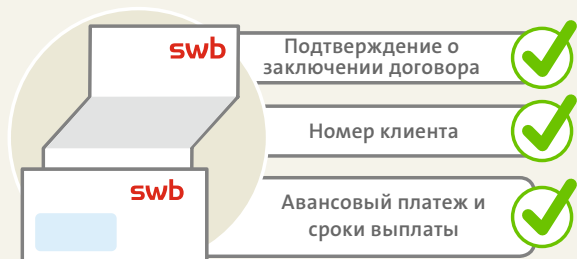 swb
Подтверждение о
заключении договора
Номер клиента
swb
Авансовый платеж и
сроки выплаты